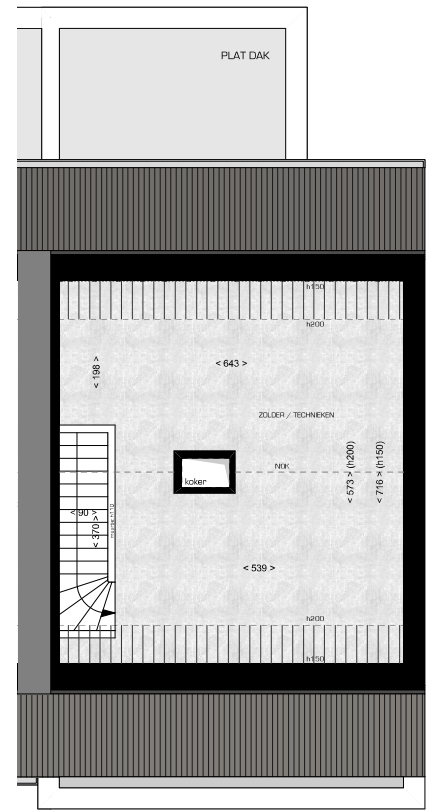 PLAT DAK
h150
h200
< 198 >
< 643 >
ZOLDER / TECHNIEKEN
NOK
< 573 > (h200)
< 716 > (h150)
koker
< 90 >
< 370 >
< 539 >
h200
h150